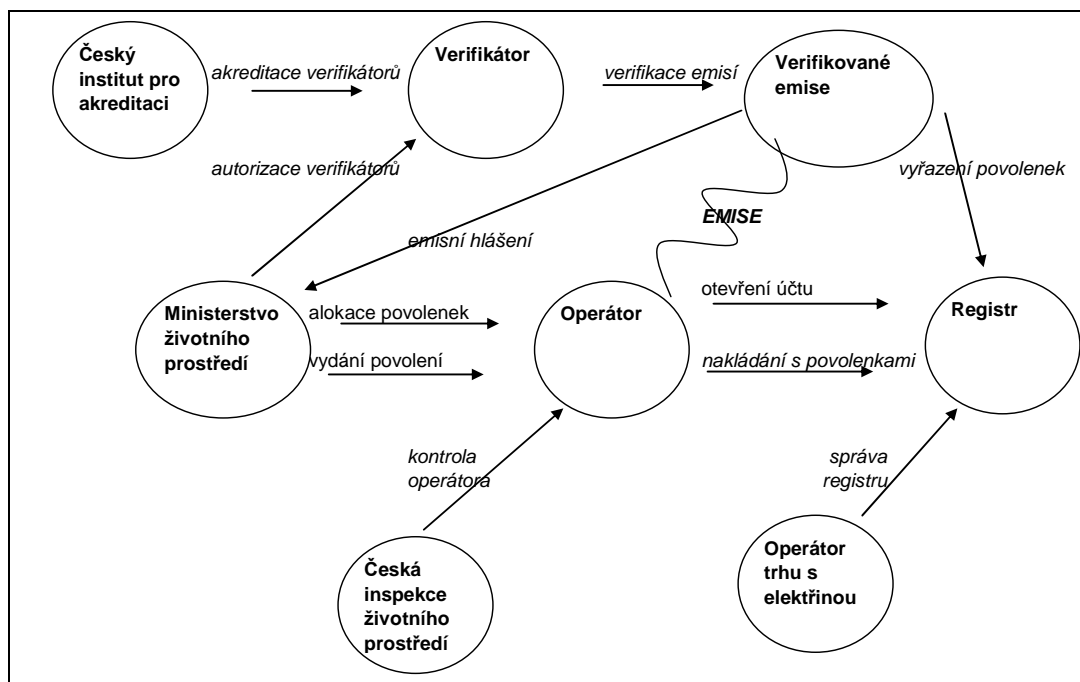 Český
institut pro
akreditaci
akreditace verifikátorů
Verifikátor
verifikace emisí
Verifikované
emise
autorizace verifikátorů
vyřazení povolenek
EMISE
emisní hlášení
Ministerstvo
životního
prostředí
alokace povolenek
vydání povolení
Operátor
otevření účtu
nakládání s povolenkami
Registr
kontrola
operátora
správa
registru
Česká
inspekce
životního
prostředí
Operátor
trhu s
elektřinou